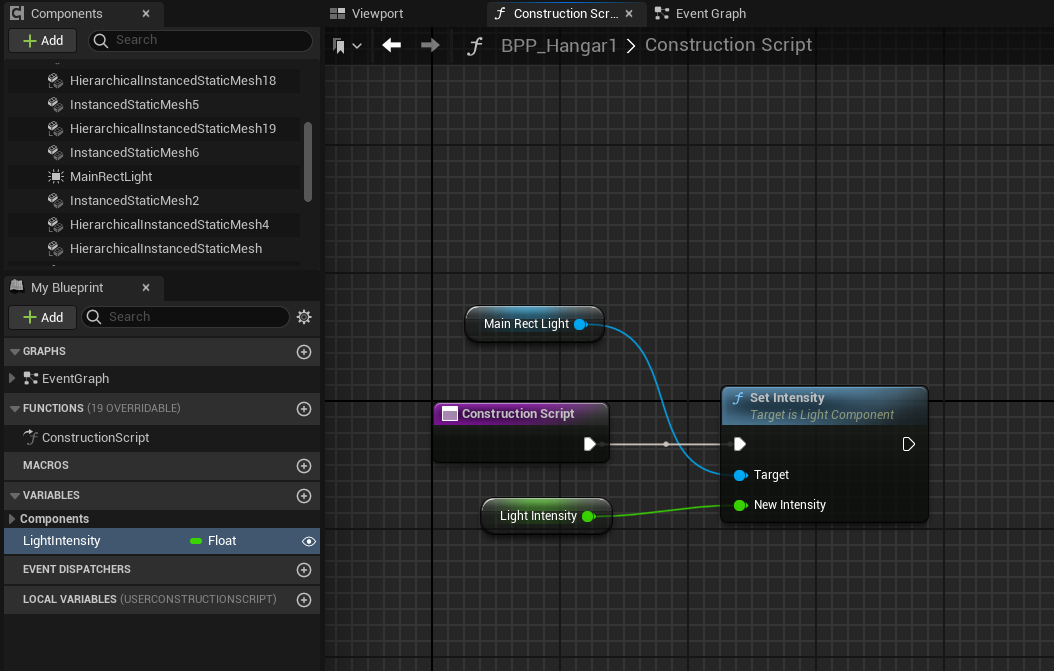 Components
Add
Search
HierarchicalInstancedStaticMesh18
InstancedStaticMesh5
HierarchicalInstancedStaticMesh19
InstancedStaticMesh6
MainRectLight
InstancedStaticMesh2
HierarchicalInstancedStaticMesh4
HierarchicalInstancedStaticMesh
My Blueprint
Add
Search
GRAPHS
EventGraph
FUNCTIONS (19 OVERRIDABLE)
ConstructionScript
MACROS
VARIABLES
Components
LightIntensity Float
EVENT DISPATCHERS
LOCAL VARIABLES (USERCONSTRUCTIONSCRIPT)
Viewport
Construction Scr...
Event Graph
BPP_Hangar1 > Construction Script
Main Rect Light
Construction Script
Light Intensity
Set Intensity
Target is Light Component
Target
New Intensity